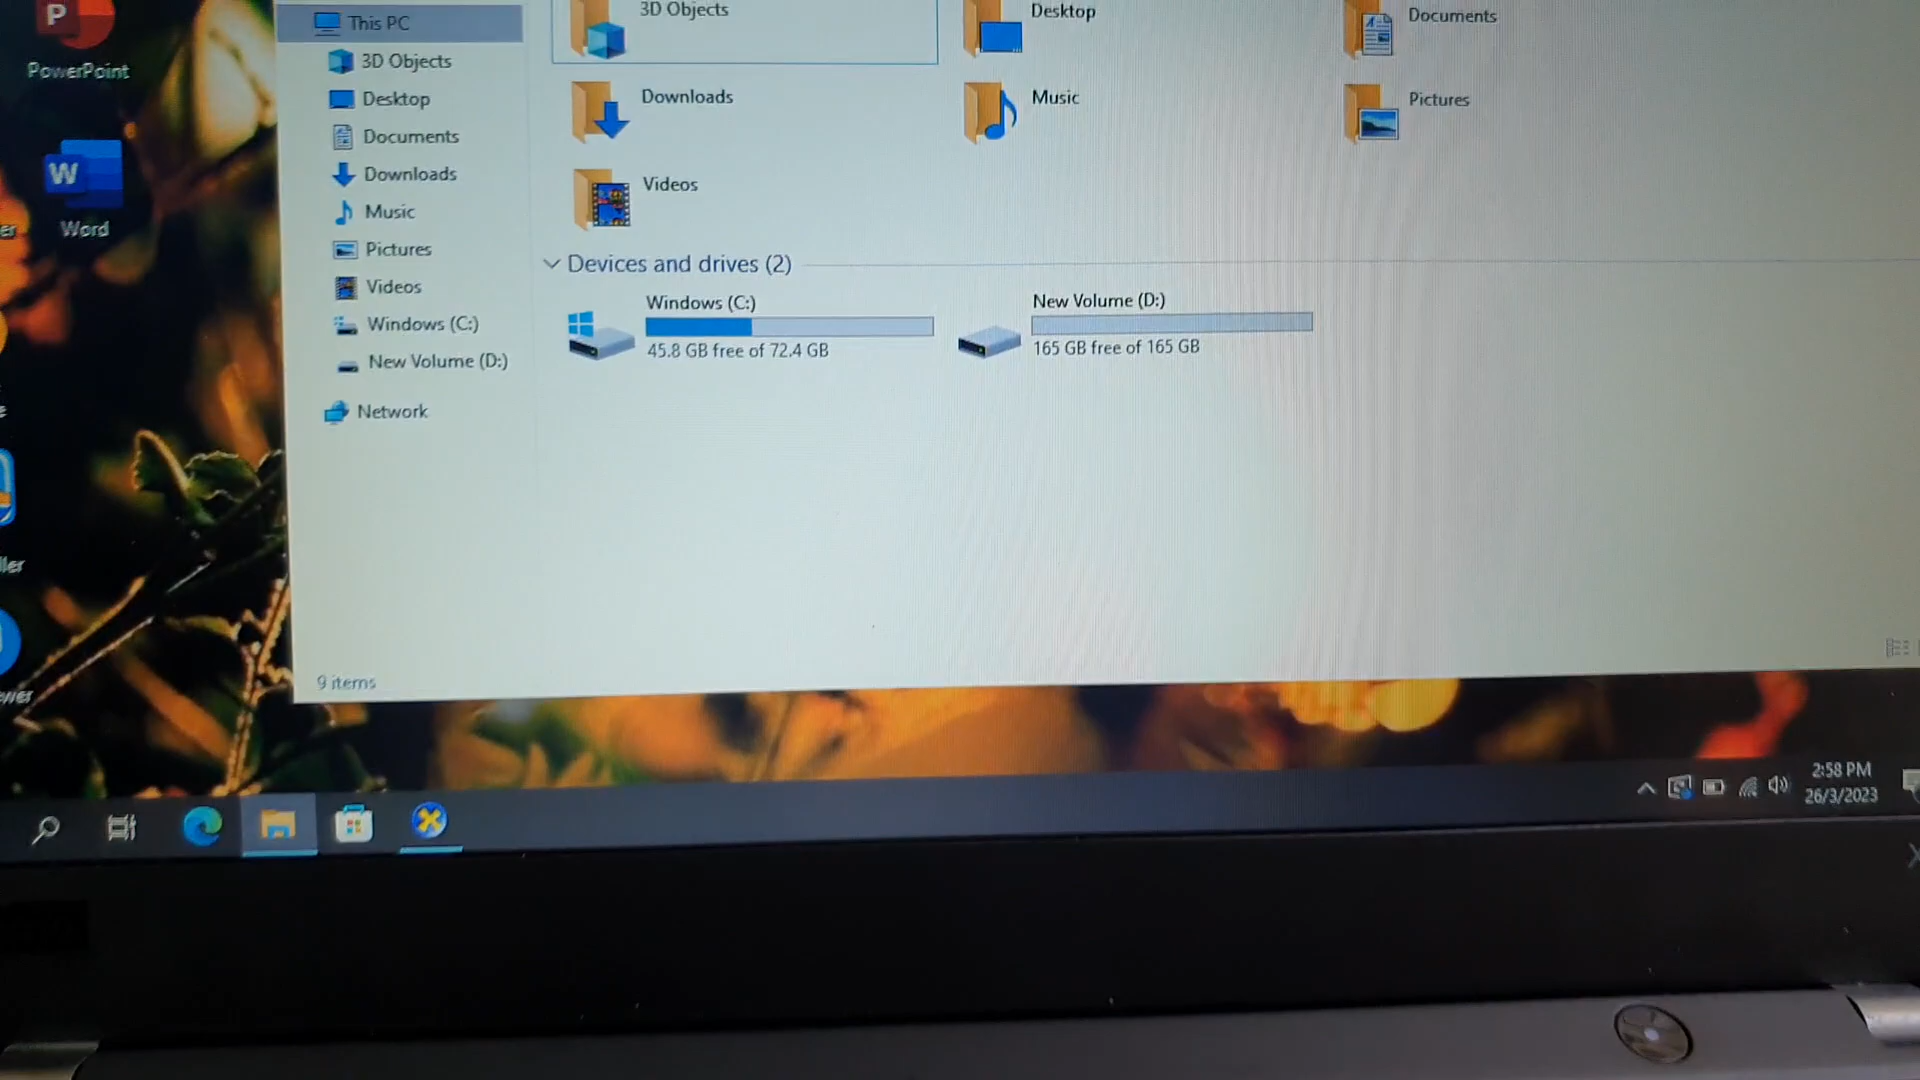 P
PowerPoint
W
Word
This PC
3D Objects
Desktop
Documents
Downloads
Music
Pictures
Videos
Windows (C:)
New Volume (D:)
Network
3D Objects
Desktop
Documents
Downloads
Music
Pictures
Videos
Devices and drives (2)
Windows (C:)
45.8 GB free of 72.4 GB
New Volume (D:)
165 GB free of 165 GB
9 items
2:58 PM
26/3/2023